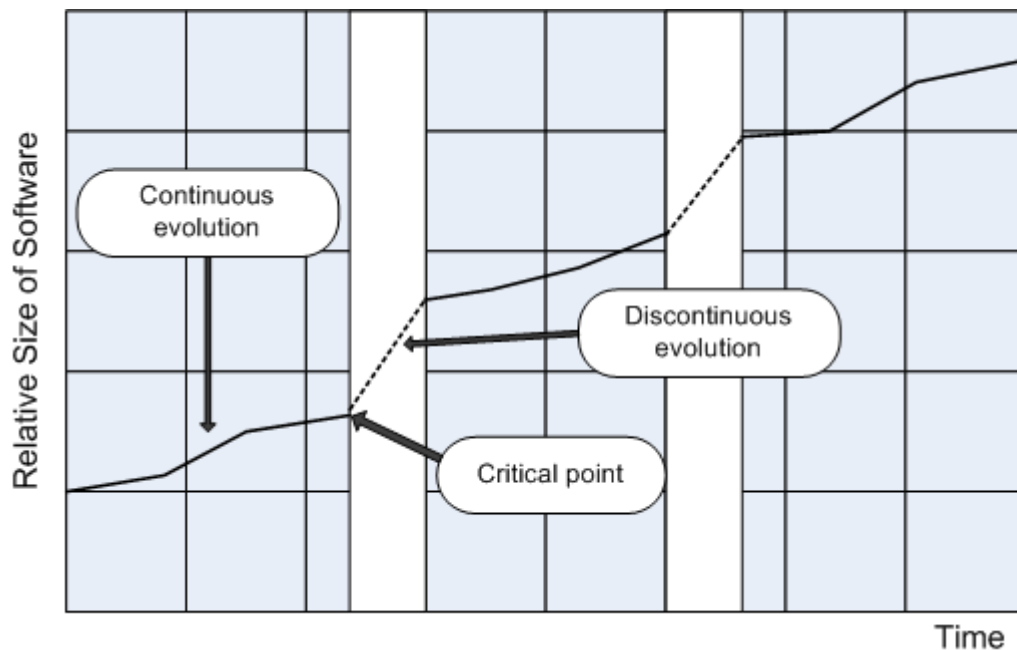 Relative Size of Software
Continuous
evolution
Discontinuous
evolution
Critical point
Time